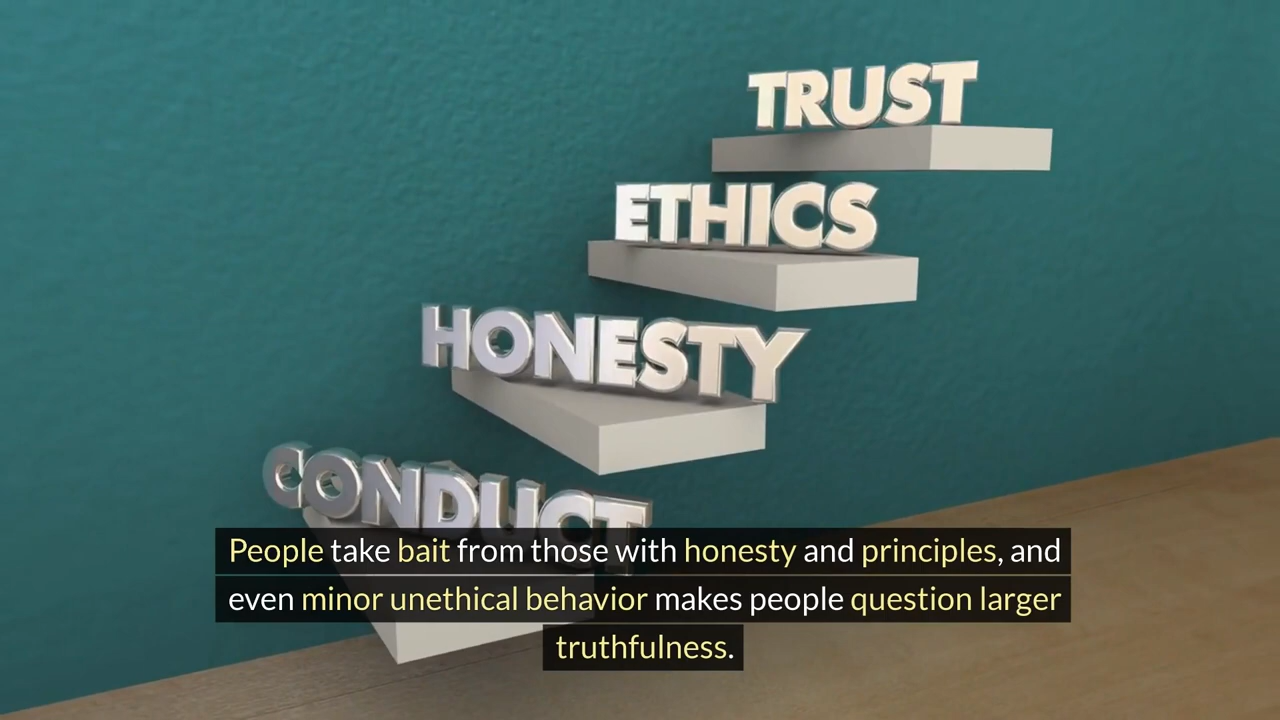 TRUST
ETHICS
HONESTY
CONDUCT
People take bait from those with honesty and principles, and
even minor unethical behavior makes people question larger
truthfulness.